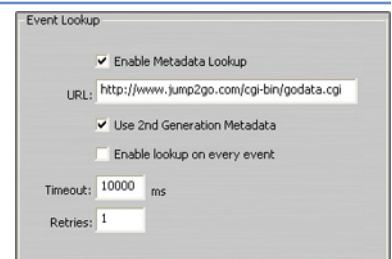 Event Lookup
Enable Metadata Lookup
URL: http://www.jump2go.com/cgi-bin/godata.cgi
Use 2nd Generation Metadata
Enable lookup on every event
Timeout: 10000 ms
Retries: 1